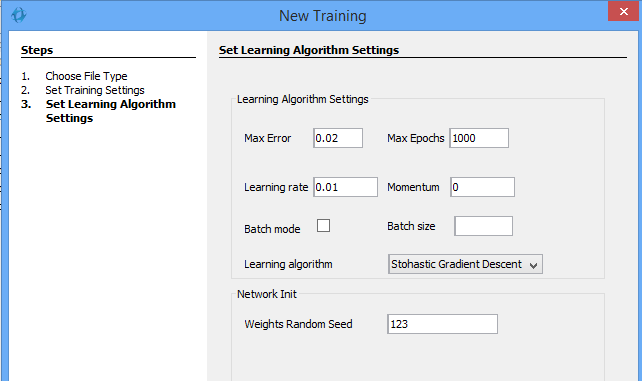 New Training
Steps
1. Choose File Type
2. Set Training Settings
3. Set Learning Algorithm
Settings
Set Learning Algorithm Settings
Learning Algorithm Settings
Max Error 0.02 Max Epochs 1000
Learning rate 0.01 Momentum 0
Batch mode Batch size
Learning algorithm Stohastic Gradient Descent
Network Init
Weights Random Seed 123